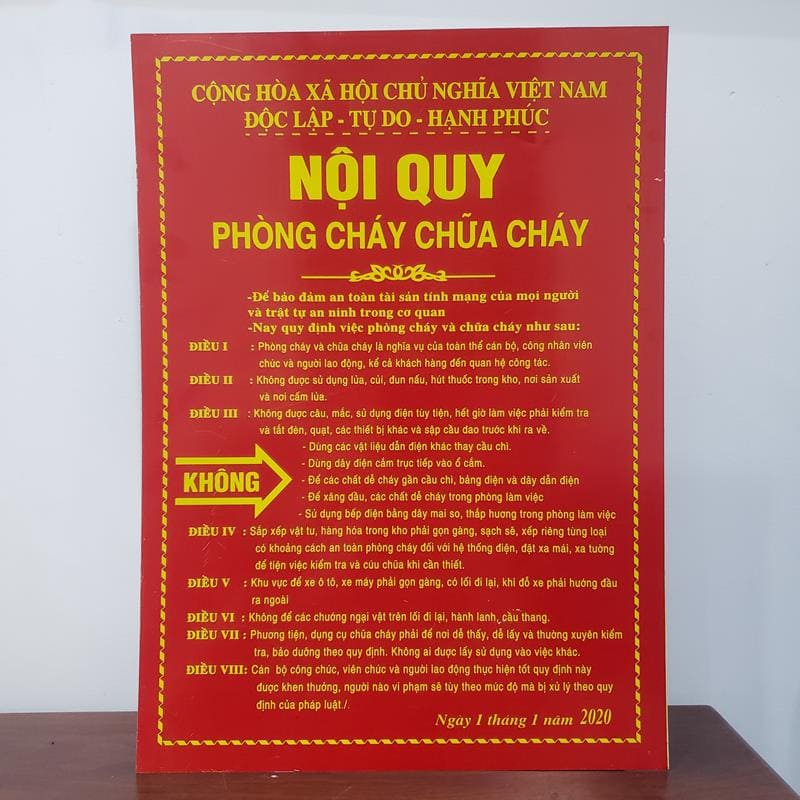 CỘNG HÒA XÃ HỘI CHỦ NGHĨA VIỆT NAM
ĐỘC LẬP - TỰ DO - HẠNH PHÚC
NỘI QUY
PHÒNG CHÁY CHỮA CHÁY
-Để bảo đảm an toàn tài sản tính mạng của mọi người
và trật tự an ninh trong cơ quan
-Nay quy định việc phòng cháy và chữa cháy như sau:
ĐIỀU I : Phòng cháy và chữa cháy là nghĩa vụ của toàn thể cán bộ, công nhân viên
chức và người lao động, kể cả khách hàng đến quan hệ công tác.
ĐIỀU II : Không được sử dụng lửa, củi, đun nấu, hút thuốc trong kho, nơi sản xuất
và nơi cấm lửa.
ĐIỀU III : Không được câu, mắc, sử dụng điện tùy tiện, hết giờ làm việc phải kiểm tra
và tắt đèn, quạt, các thiết bị khác và sập cầu dao trước khi ra về.
KHÔNG
- Dùng các vật liệu dẫn điện khác thay cầu chì.
- Dùng dây điện cắm trực tiếp vào ổ cắm.
- Để các chất dễ cháy gần cầu chì, bảng điện và dây dẫn điện
- Để xăng dầu, các chất dễ cháy trong phòng làm việc
- Sử dụng bếp điện bằng dây mai so, thắp hương trong phòng làm việc
ĐIỀU IV : Sắp xếp vật tư, hàng hóa trong kho phải gọn gàng, sạch sẽ, xếp riêng từng loại
có khoảng cách an toàn phòng cháy đối với hệ thống điện, đặt xa mái, xa tường
để tiện việc kiểm tra và cứu chữa khi cần thiết.
ĐIỀU V : Khu vực để xe ô tô, xe máy phải gọn gàng, có lối đi lại, khi đỗ xe phải hướng đầu
ra ngoài
ĐIỀU VI : Không để các chướng ngại vật trên lối đi lại, hành lanh, cầu thang.
ĐIỀU VII : Phương tiện, dụng cụ chữa cháy phải để nơi dễ thấy, dễ lấy và thường xuyên kiểm
tra, bảo dưỡng theo quy định. Không ai được lấy sử dụng vào việc khác.
ĐIỀU VIII: Cán bộ công chức, viên chức và người lao động thực hiện tốt quy định này
được khen thưởng, người nào vi phạm sẽ tùy theo mức độ mà bị xử lý theo quy
định của pháp luật./.
Ngày 1 tháng 1 năm 2020